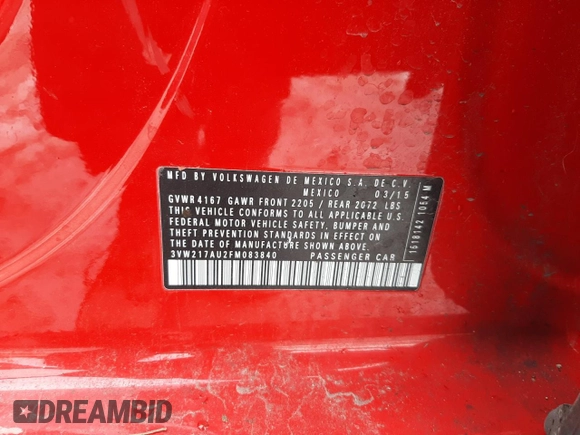 MFD BY VOLKSWAGEN DE MEXICO S.A. DE C.V.
MEXICO 03/15
GVWR 4167 GAWR FRONT 2205 / REAR 2072 LBS
THIS VEHICLE CONFORMS TO ALL APPLICABLE U.S.
FEDERAL MOTOR VEHICLE SAFETY, BUMPER AND
THEFT PREVENTION STANDARDS IN EFFECT ON
THE DATE OF MANUFACTURE SHOWN ABOVE.
3VW217AU2FM083840 PASSENGER CAR
16181421064 M
DREAMBID